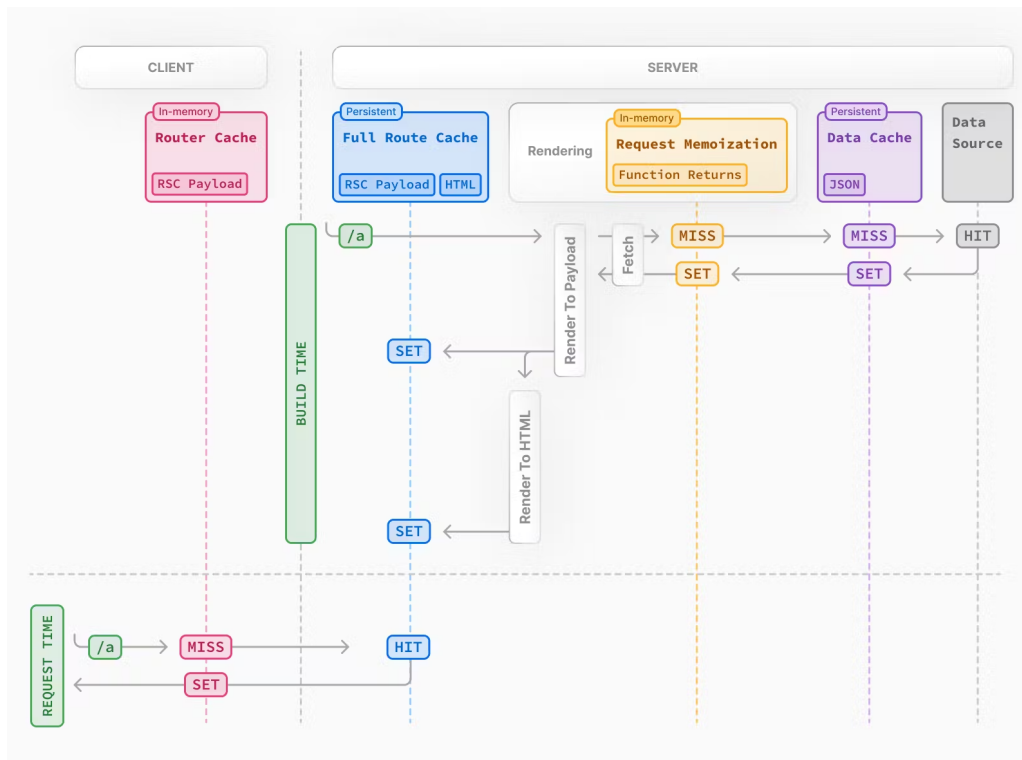 CLIENT
SERVER
In-memory
Router Cache
RSC Payload
Persistent
Full Route Cache
RSC Payload
HTML
Rendering
In-memory
Request Memoization
Function Returns
Persistent
Data Cache
JSON
Data
Source
BUILD TIME
/a
Render To Payload
Fetch
MISS
MISS
HIT
SET
SET
SET
Render To HTML
SET
REQUEST TIME
/a
MISS
HIT
SET